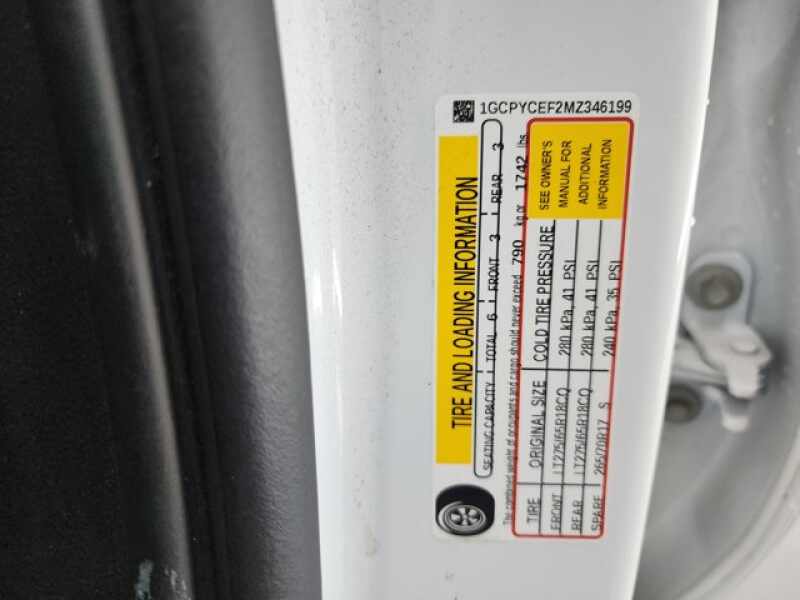 1GCPYCEF2MZ346199
TIRE AND LOADING INFORMATION
SEATING CAPACITY TOTAL 6 FRONT 3 REAR 3
The combined weight of occupants and cargo should never exceed 790 kg or 1742 lbs.
TIRE ORIGINAL SIZE COLD TIRE PRESSURE SEE OWNER'S
FRONT LT275/65R18CQ 280 kPa, 41 PSI MANUAL FOR
REAR LT275/65R18CQ 280 kPa, 41 PSI ADDITIONAL
SPARE 265/70R17 S 240 kPa, 35 PSI INFORMATION